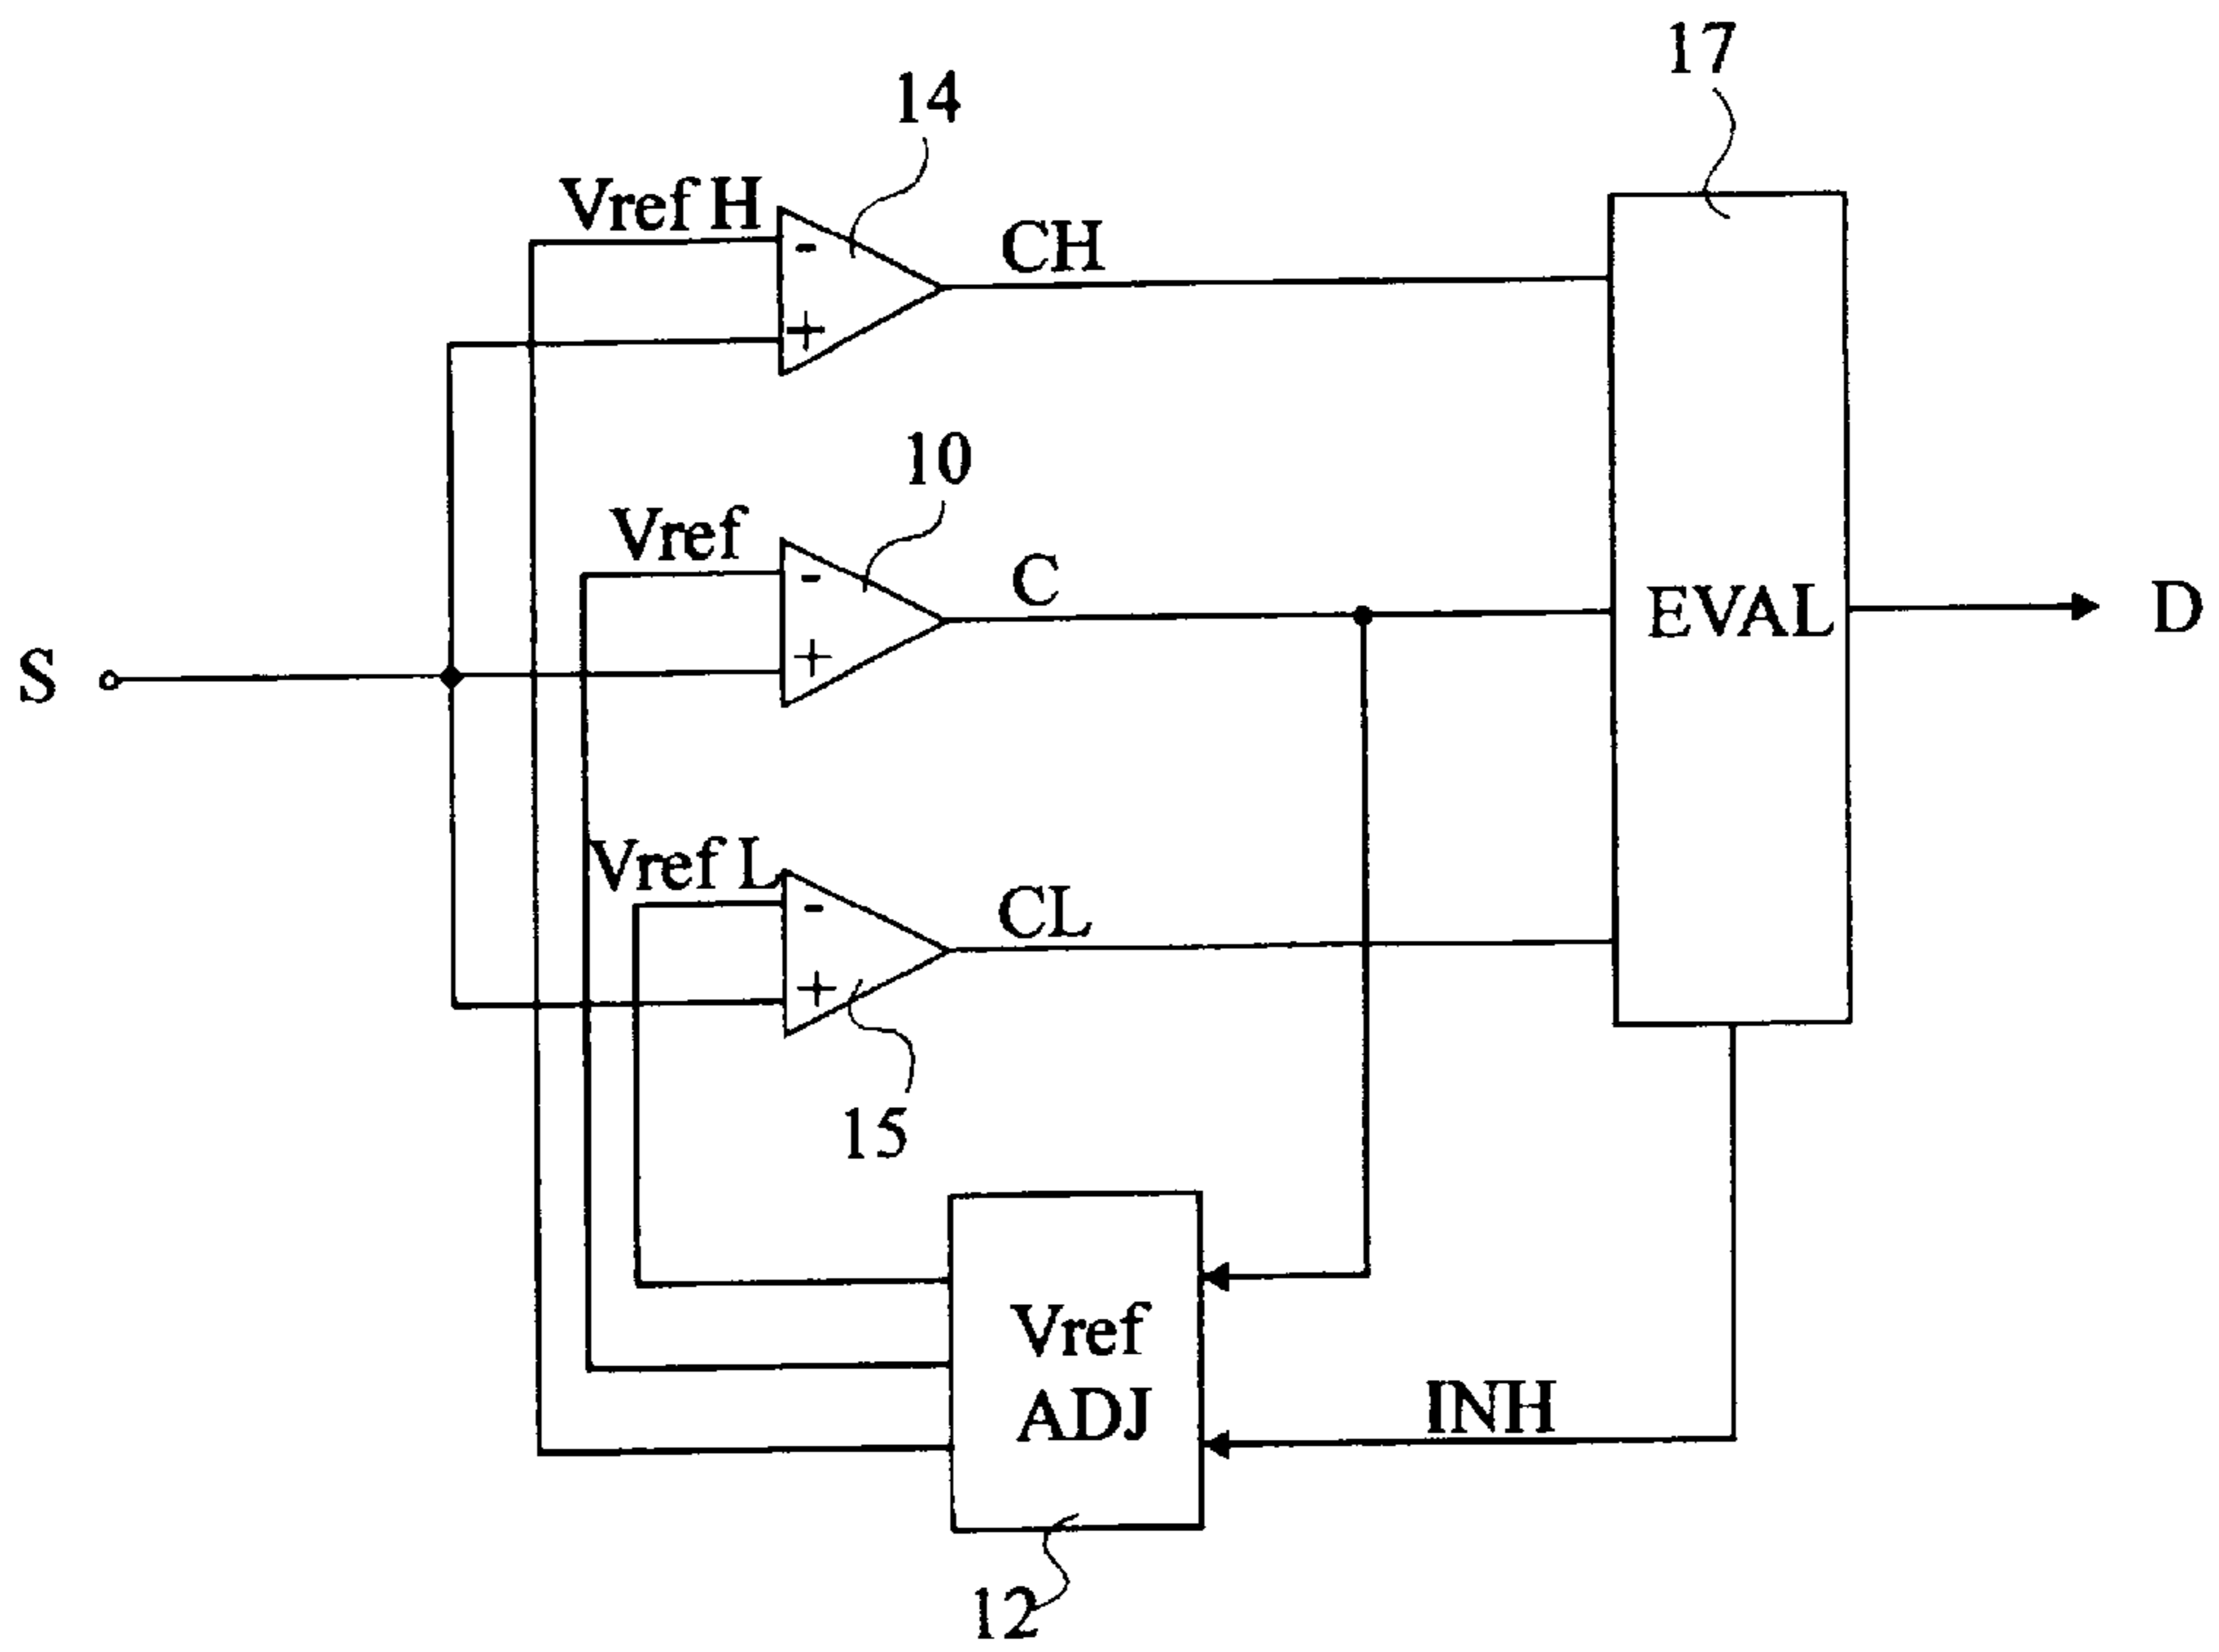 17
14
Vref H
-
+
CH
10
Vref
-
+
C
EVAL
D
S
Vref L
-
+
CL
15
Vref
ADJ
INH
12